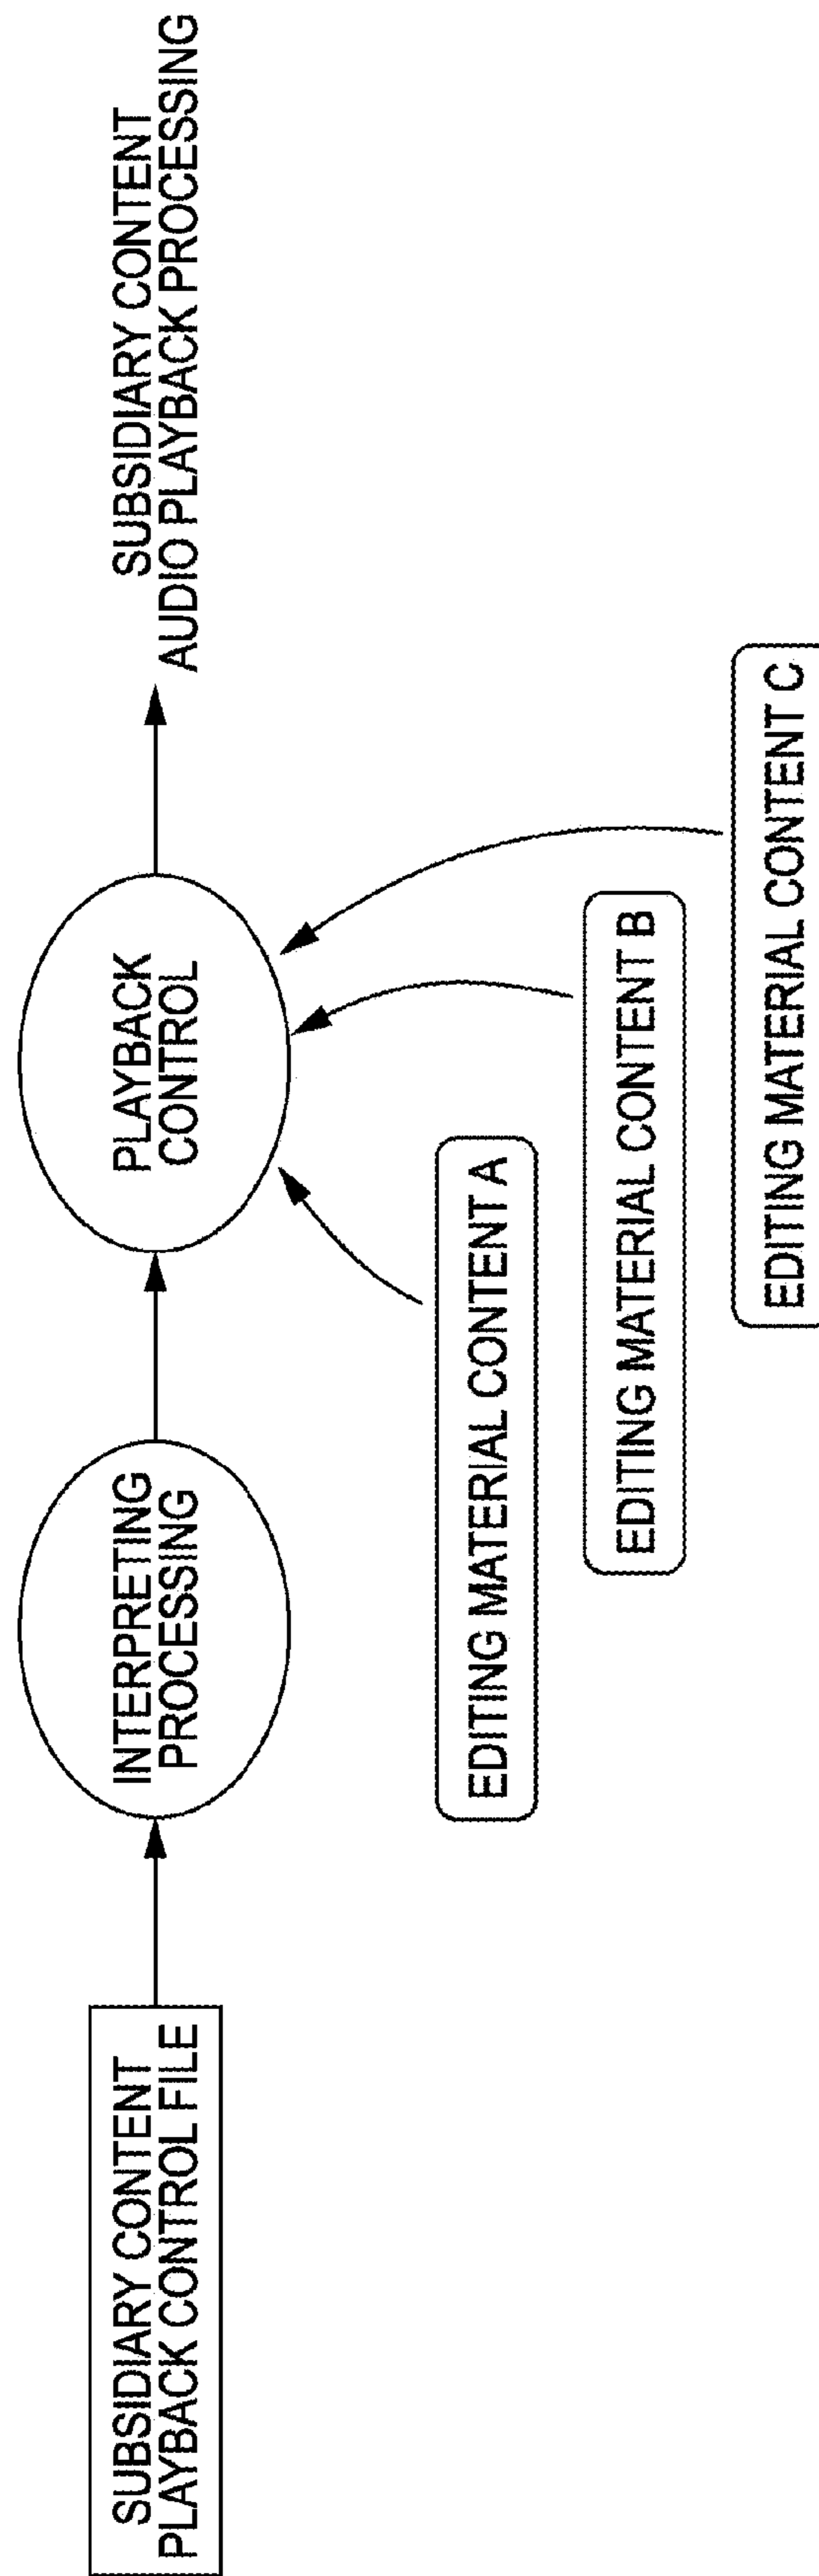 SUBSIDIARY CONTENT
PLAYBACK CONTROL FILE
INTERPRETING
PROCESSING
PLAYBACK
CONTROL
SUBSIDIARY CONTENT
AUDIO PLAYBACK PROCESSING
EDITING MATERIAL CONTENT A
EDITING MATERIAL CONTENT B
EDITING MATERIAL CONTENT C